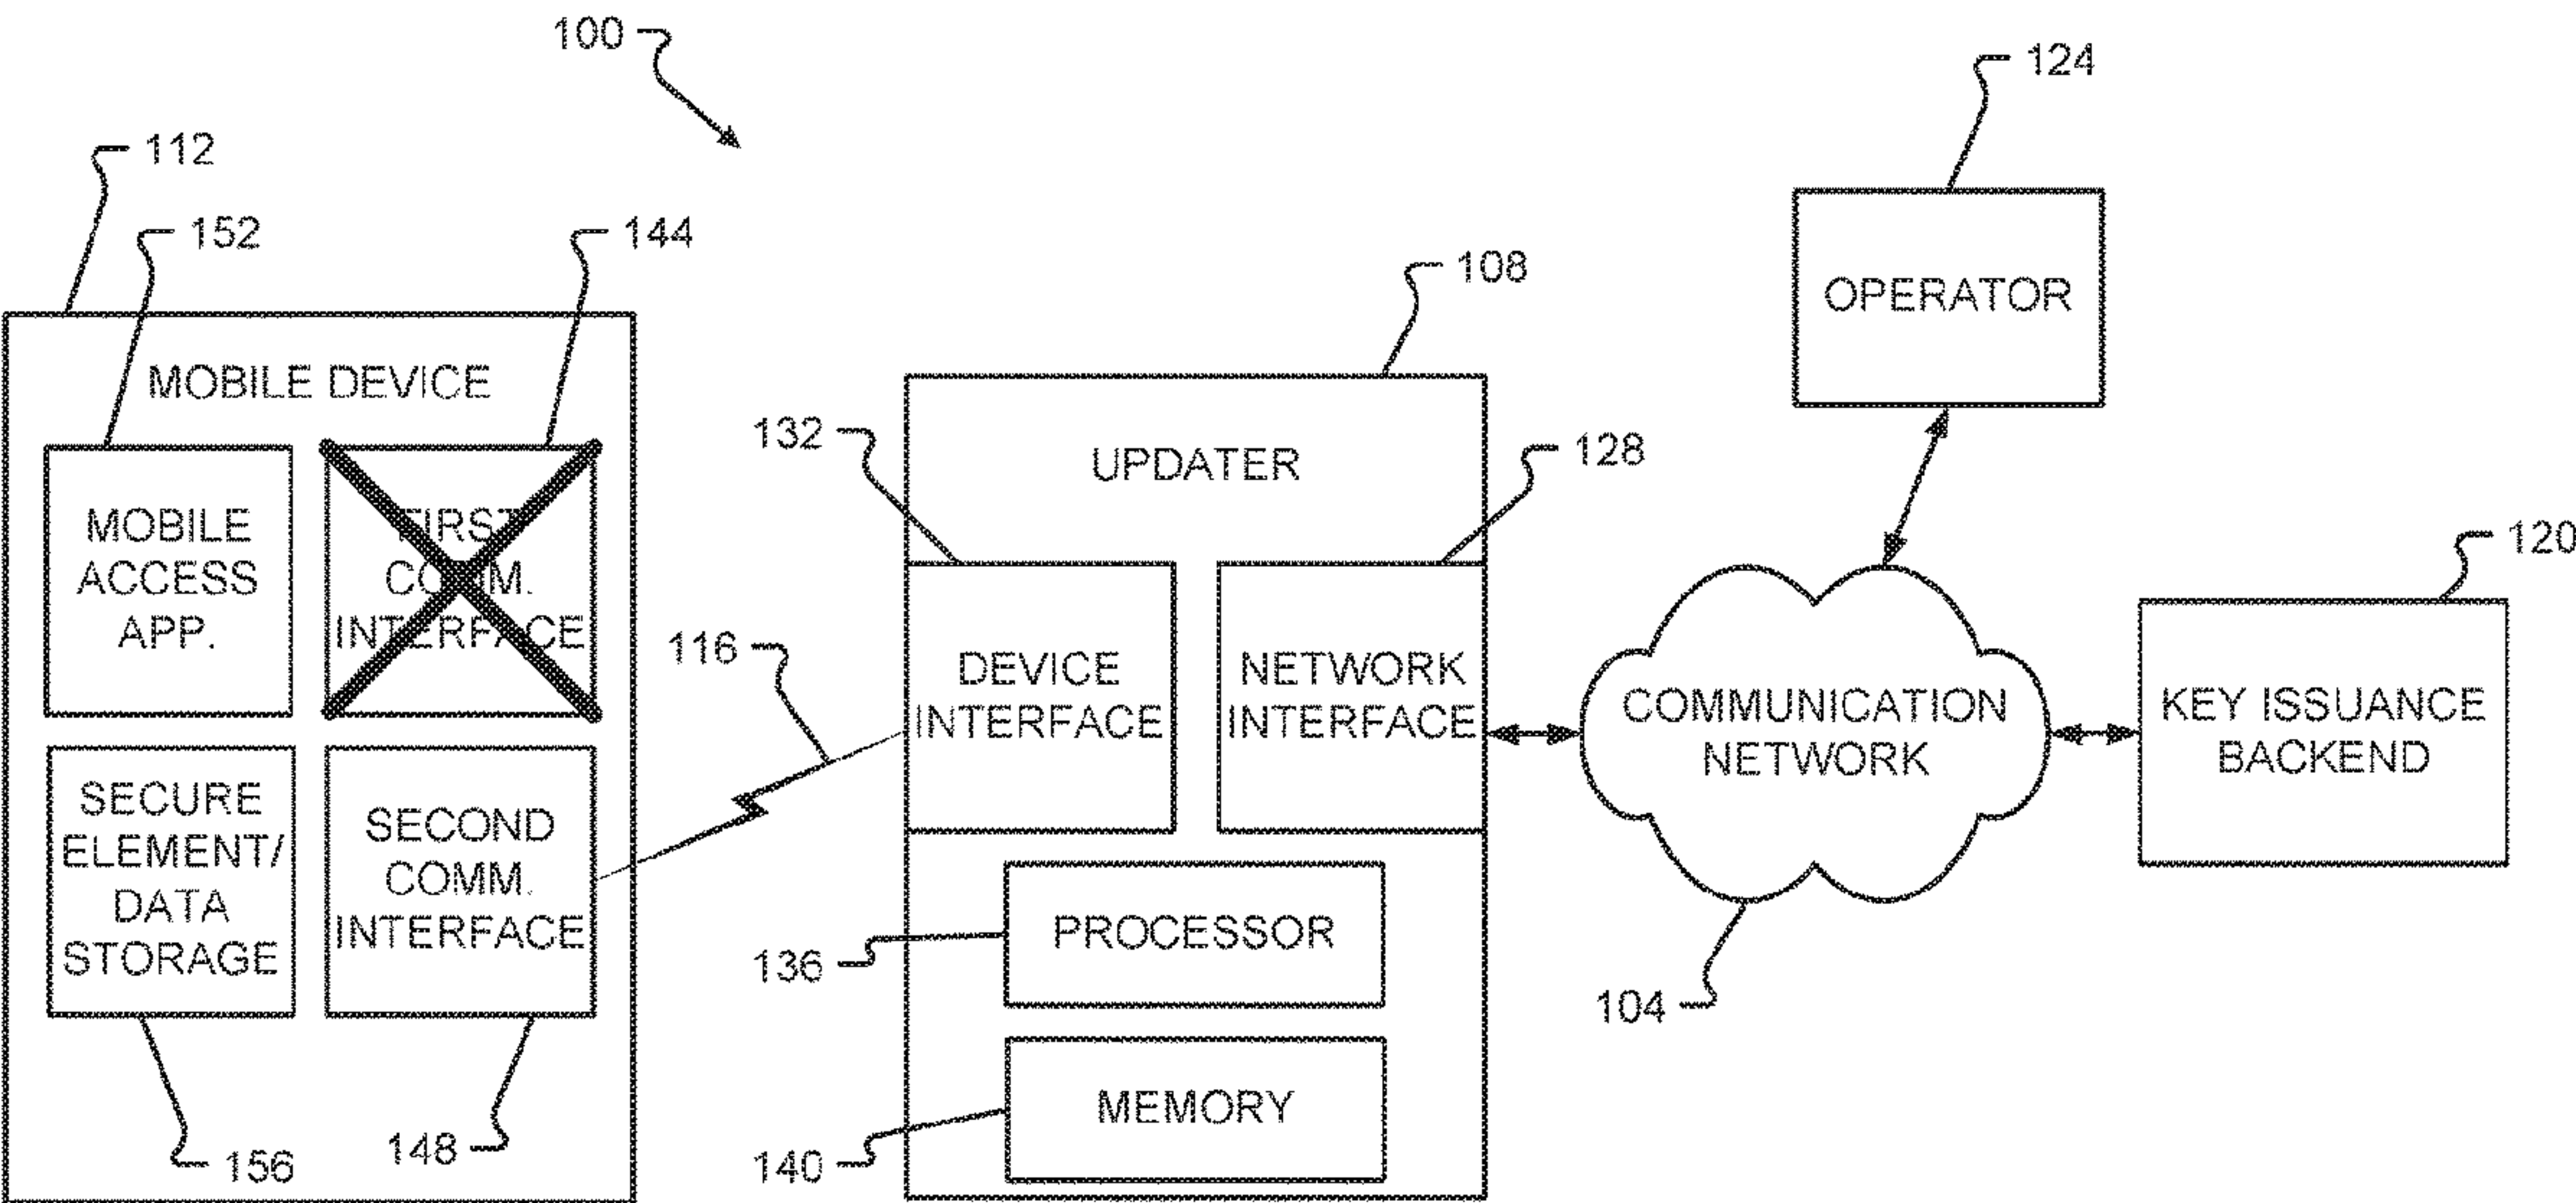 100
124
112
152
144
108
OPERATOR
MOBILE DEVICE
132
UPDATER
128
MOBILE
ACCESS
APP.
FIRST
COMM.
INTERFACE
120
116
DEVICE
INTERFACE
NETWORK
INTERFACE
COMMUNICATION
NETWORK
KEY ISSUANCE
BACKEND
SECURE
ELEMENT/
DATA
STORAGE
SECOND
COMM.
INTERFACE
PROCESSOR
136
104
MEMORY
148
156
140